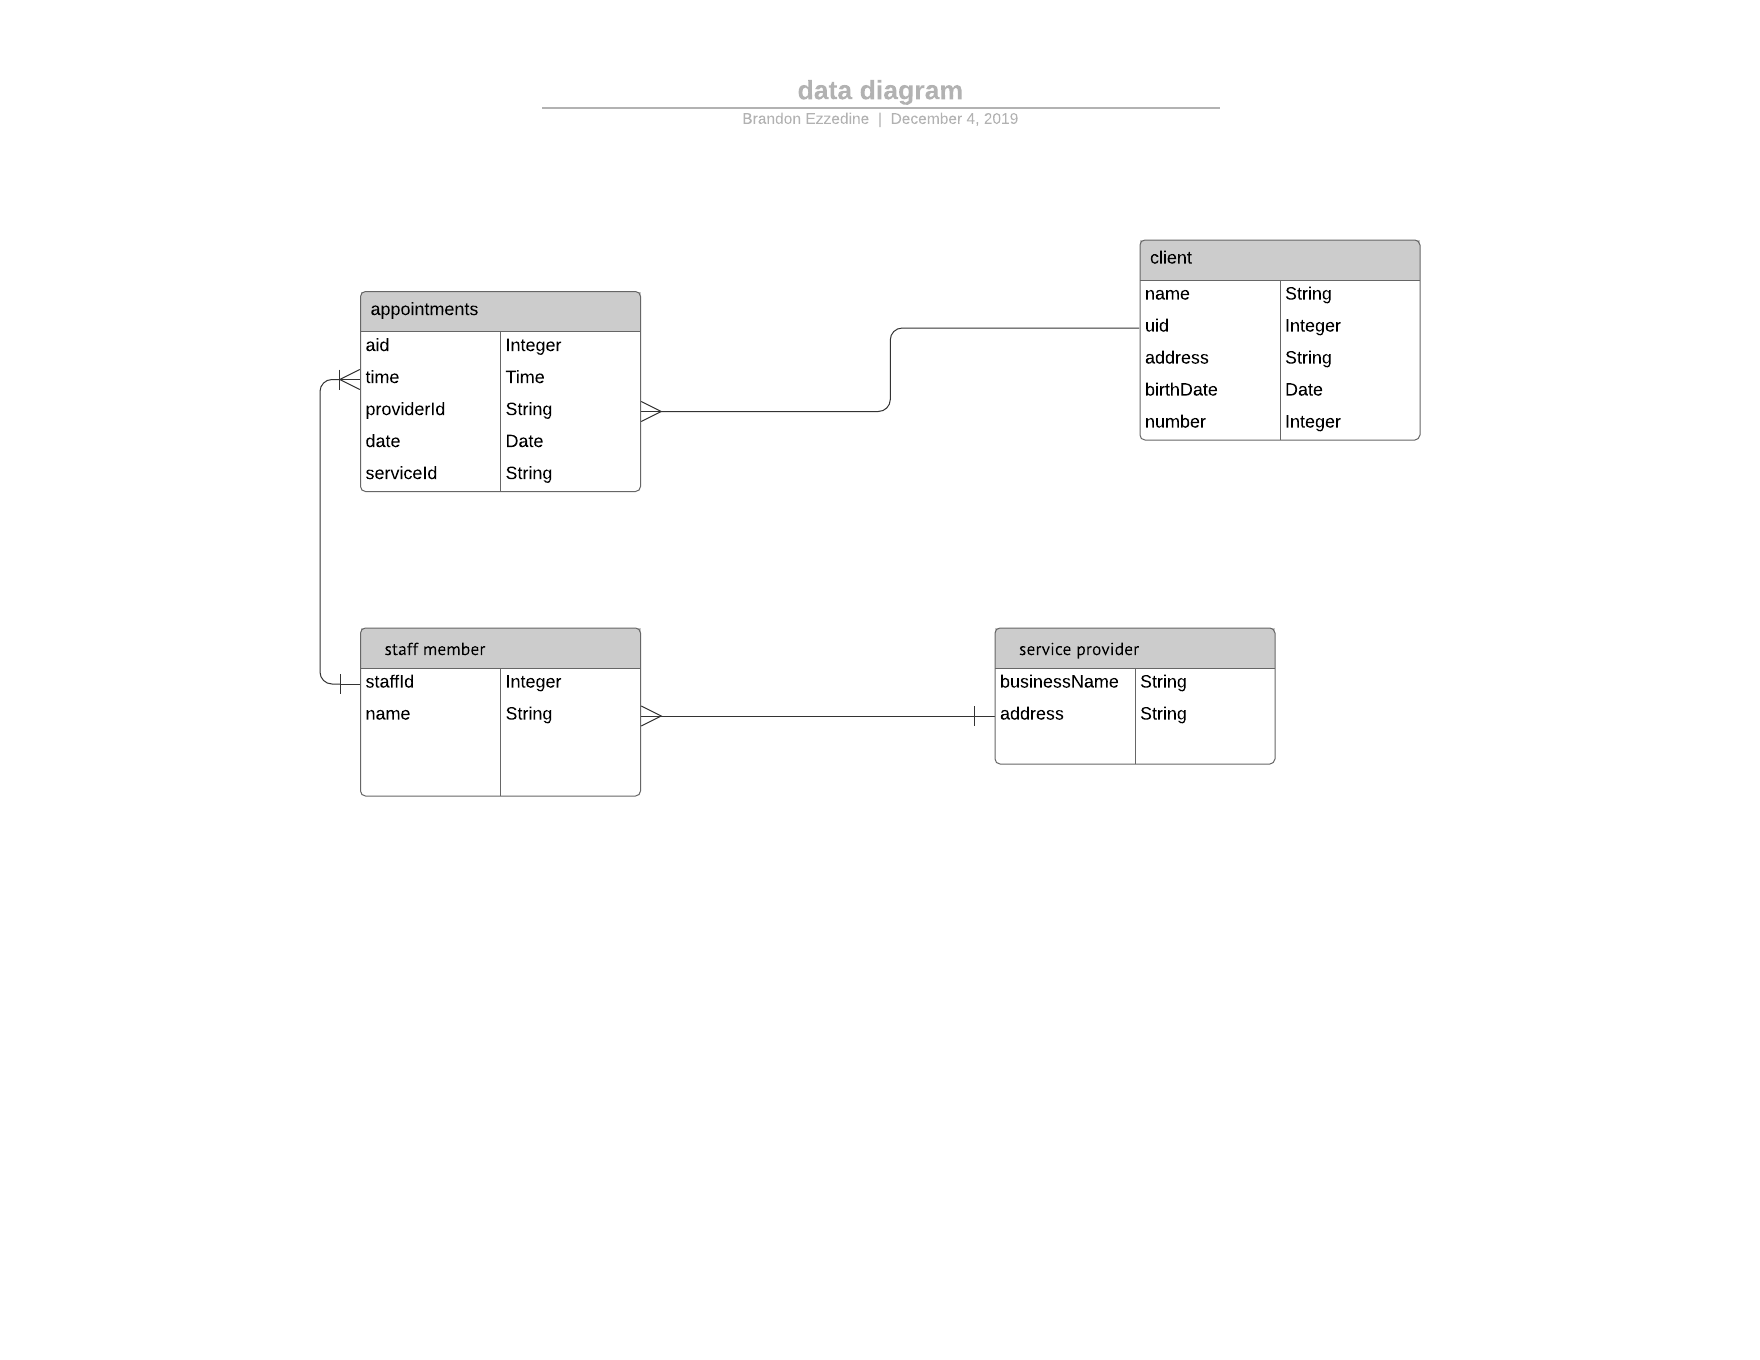 data diagram
Brandon Ezzedine | December 4, 2019
client
name String
uid Integer
address String
birthDate Date
number Integer
appointments
aid Integer
time Time
providerId String
date Date
serviceId String
staff member
staffId Integer
name String
service provider
businessName String
address String